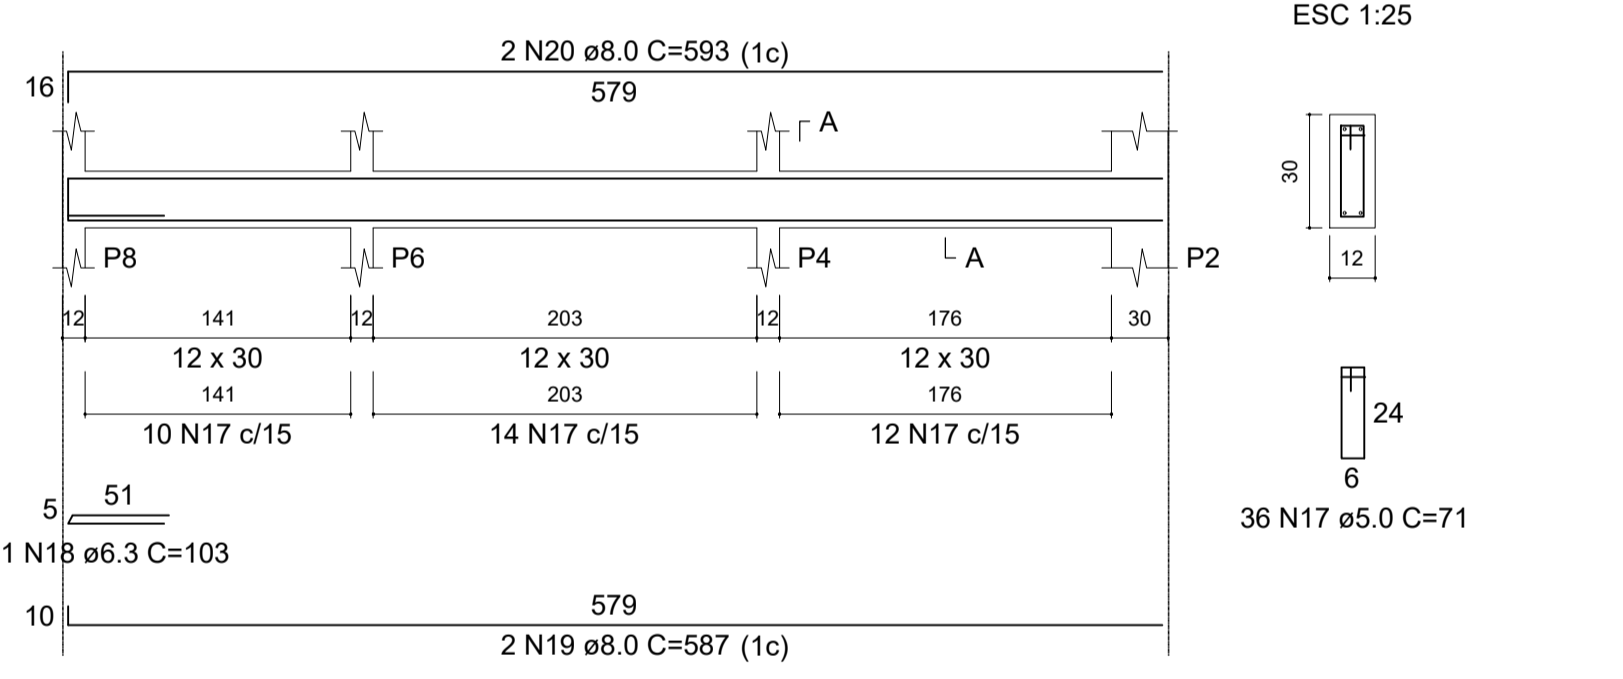 ESC 1:25
2 N20 ø8.0 C=593 (1c)
16
579
A
30
P8
P6
P4
A
P2
12
12
141
12
203
12
176
30
12 x 30
12 x 30
12 x 30
141
203
176
24
10 N17 c/15
14 N17 c/15
12 N17 c/15
6
51
5
36 N17 ø5.0 C=71
1 N18 ø6.3 C=103
579
10
2 N19 ø8.0 C=587 (1c)